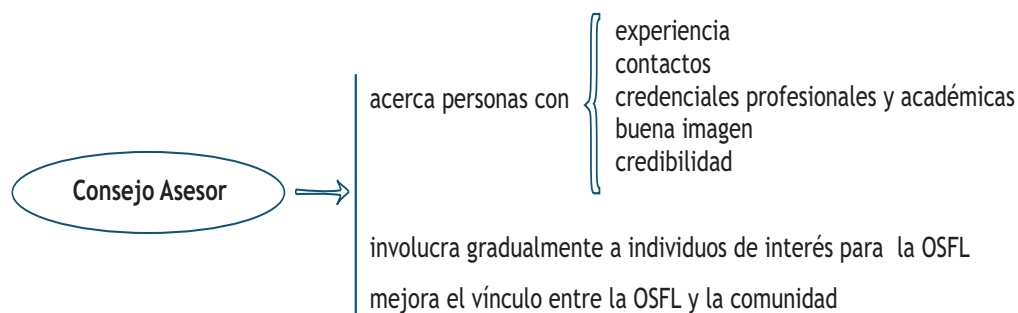 Consejo Asesor
acerca personas con
experiencia
contactos
credenciales profesionales y académicas
buena imagen
credibilidad
involucra gradualmente a individuos de interés para la OSFL
mejora el vínculo entre la OSFL y la comunidad